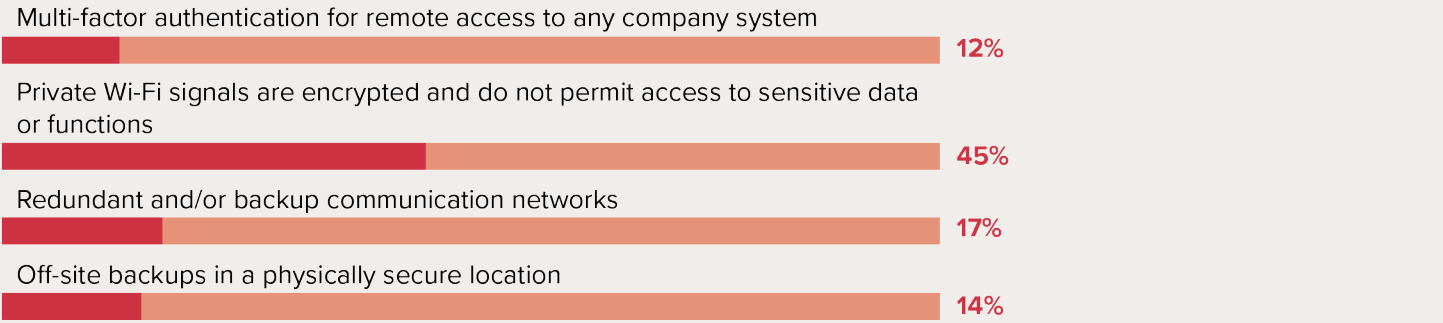 Multi-factor authentication for remote access to any company system
12%
Private Wi-Fi signals are encrypted and do not permit access to sensitive data
or functions
45%
Redundant and/or backup communication networks
17%
Off-site backups in a physically secure location
14%